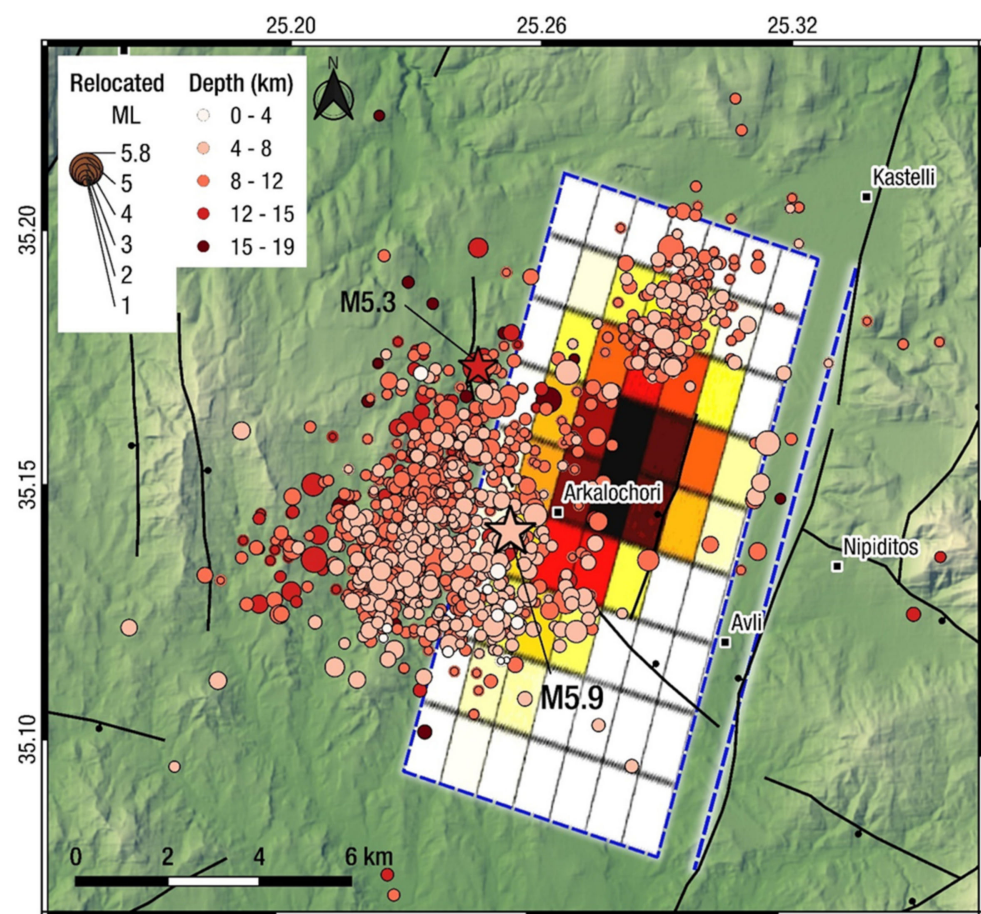 25.20 25.26 25.32
N
Relocated
ML
5.8
5
4
3
2
1
Depth (km)
0 - 4
4 - 8
8 - 12
12 - 15
15 - 19
Kastelli
35.20
M5.3
35.15
Arkalochori
Nipiditos
Avli
M5.9
35.10
0 2 4 6 km